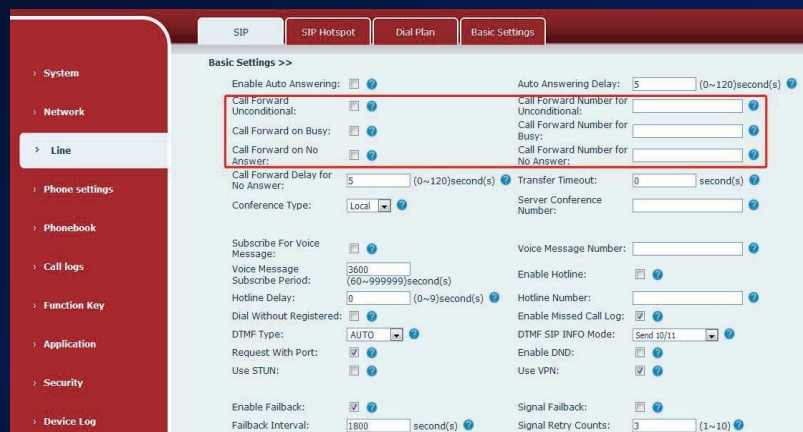 SIP
SIP Hotspot
Dial Plan
Basic Settings
› System
› Network
› Line
› Phone settings
› Phonebook
› Call logs
› Function Key
› Application
› Security
› Device Log
Basic Settings >>
Enable Auto Answering: ? Auto Answering Delay: 5 (0~120)second(s) ?
Call Forward Unconditional: ? Call Forward Number for Unconditional: ?
Call Forward on Busy: ? Call Forward Number for Busy: ?
Call Forward on No Answer: ? Call Forward Number for No Answer: ?
Call Forward Delay for No Answer: 5 (0~120)second(s) ? Transfer Timeout: 0 second(s) ?
Conference Type: Local ? Server Conference Number: ?
Subscribe For Voice Message: ? Voice Message Number: ?
Voice Message Subscribe Period: 3600 (60~999999)second(s) Enable Hotline: ?
Hotline Delay: 0 (0~9)second(s) ? Hotline Number: ?
Dial Without Registered: ? Enable Missed Call Log: ?
DTMF Type: AUTO ? DTMF SIP INFO Mode: Send 10/11 ?
Request With Port: ? Enable DND: ?
Use STUN: ? Use VPN: ?
Enable Failback: ? Signal Failback: ?
Failback Interval: 1800 second(s) ? Signal Retry Counts: 3 (1~10) ?